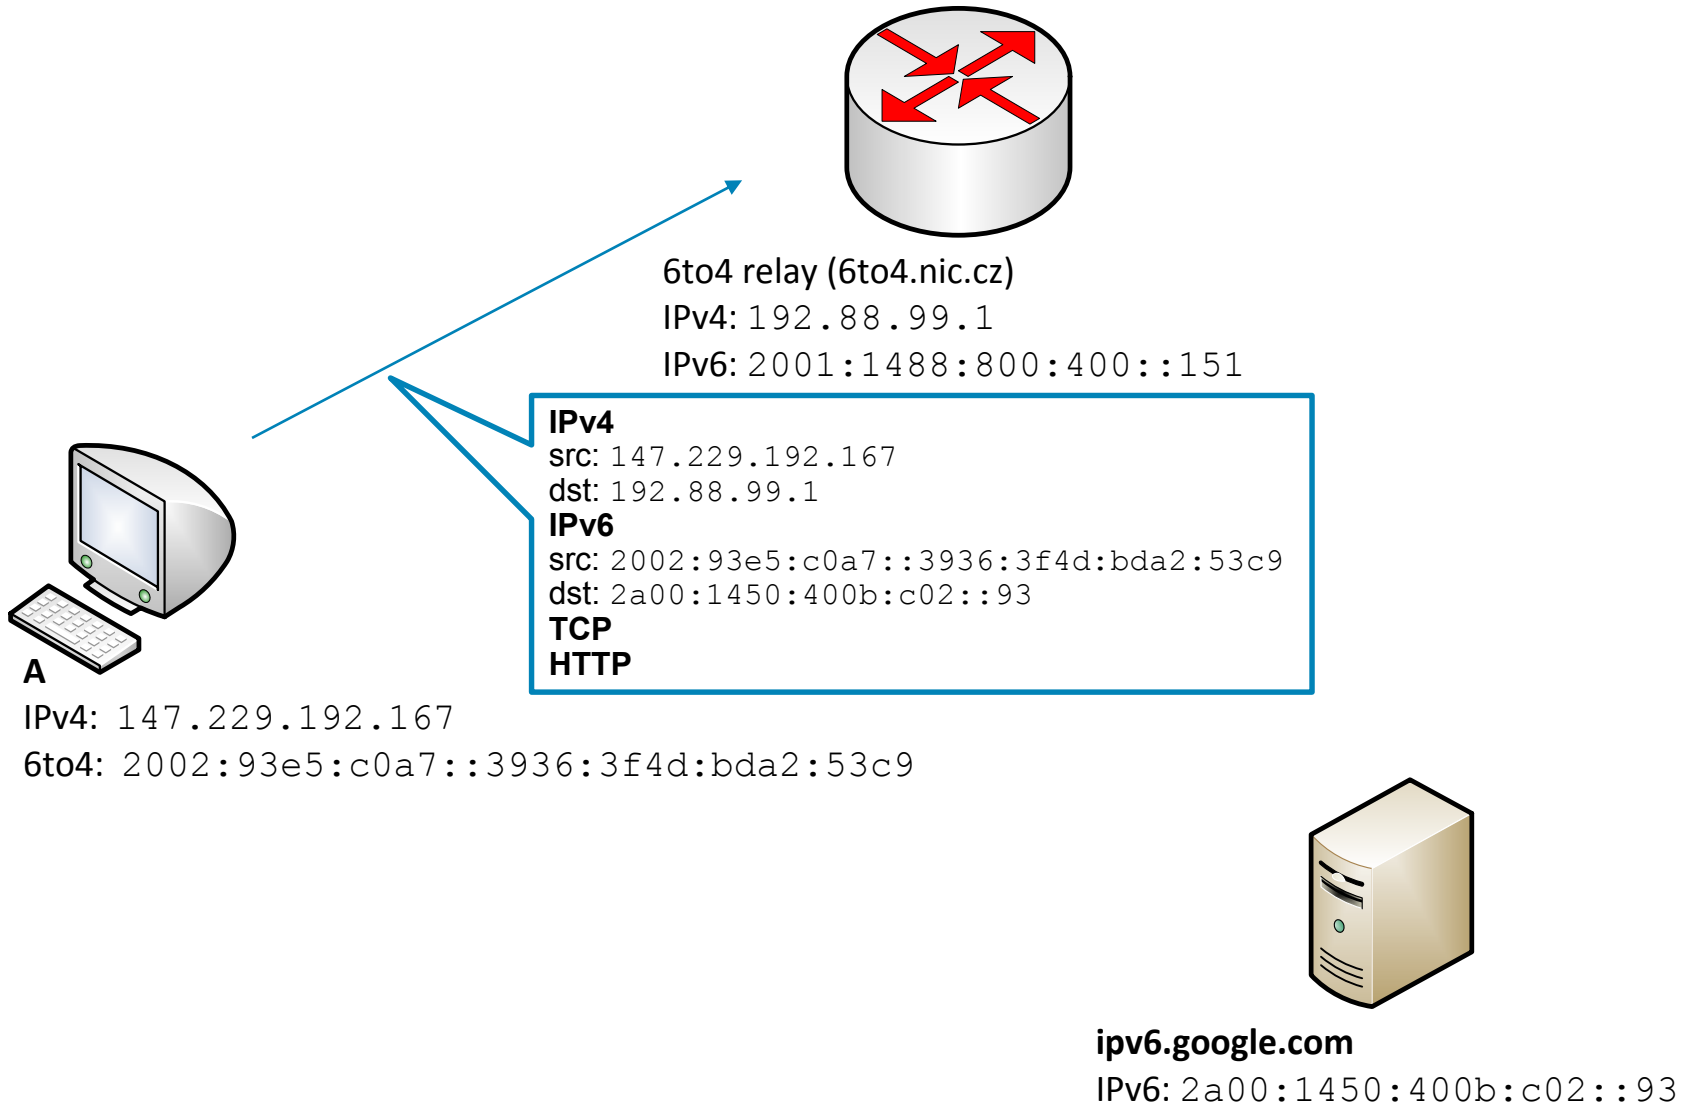 6to4 relay (6to4.nic.cz)
IPv4: 192.88.99.1
IPv6: 2001:1488:800:400::151
IPv4
src: 147.229.192.167
dst: 192.88.99.1
IPv6
src: 2002:93e5:c0a7::3936:3f4d:bda2:53c9
dst: 2a00:1450:400b:c02::93
TCP
HTTP
A
IPv4: 147.229.192.167
6to4: 2002:93e5:c0a7::3936:3f4d:bda2:53c9
ipv6.google.com
IPv6: 2a00:1450:400b:c02::93